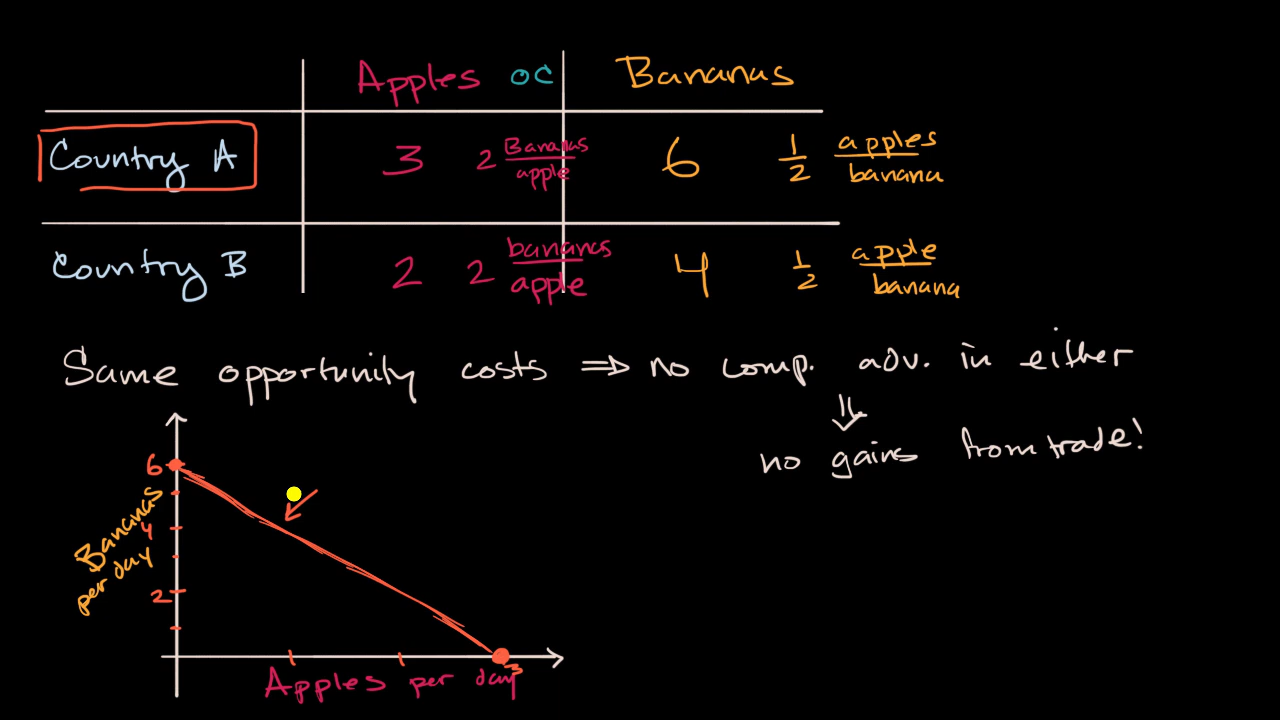 Apples OC Bananas
Country A 3 2 Bananas/apple 6 1/2 apples/banana
Country B 2 2 bananas/apple 4 1/2 apple/banana
Same opportunity costs ⇒ no comp. adv. in either
⇓
no gains from trade!
6
4
2
Bananas
per day
3
Apples per day